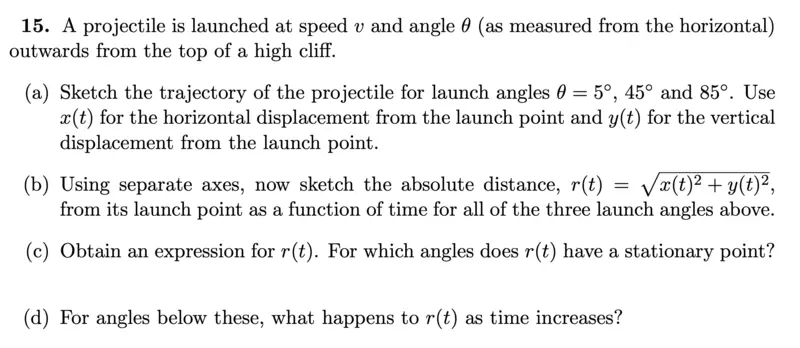 15. A projectile is launched at speed v and angle θ (as measured from the horizontal)
outwards from the top of a high cliff.
(a) Sketch the trajectory of the projectile for launch angles θ = 5°, 45° and 85°. Use
x(t) for the horizontal displacement from the launch point and y(t) for the vertical
displacement from the launch point.
(b) Using separate axes, now sketch the absolute distance, r(t) = √(x(t)² + y(t)²),
from its launch point as a function of time for all of the three launch angles above.
(c) Obtain an expression for r(t). For which angles does r(t) have a stationary point?
(d) For angles below these, what happens to r(t) as time increases?